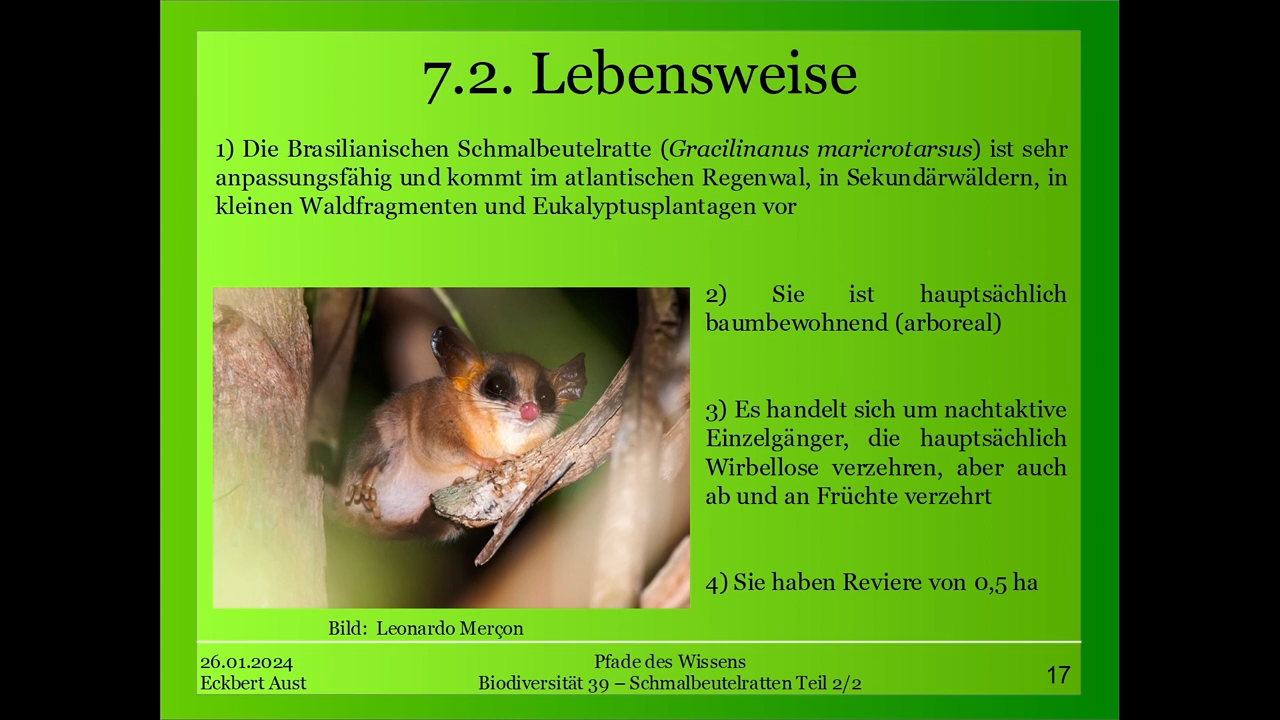 7.2. Lebensweise
1) Die Brasilianischen Schmalbeutelratte (Gracilinanus maricrotarsus) ist sehr
anpassungsfähig und kommt im atlantischen Regenwal, in Sekundärwäldern, in
kleinen Waldfragmenten und Eukalyptusplantagen vor
2) Sie ist hauptsächlich
baumbewohnend (arboreal)
3) Es handelt sich um nachtaktive
Einzelgänger, die hauptsächlich
Wirbellose verzehren, aber auch
ab und an Früchte verzehrt
4) Sie haben Reviere von 0,5 ha
Bild: Leonardo Merçon
26.01.2024
Eckbert Aust
Pfade des Wissens
Biodiversität 39 – Schmalbeutelratten Teil 2/2
17